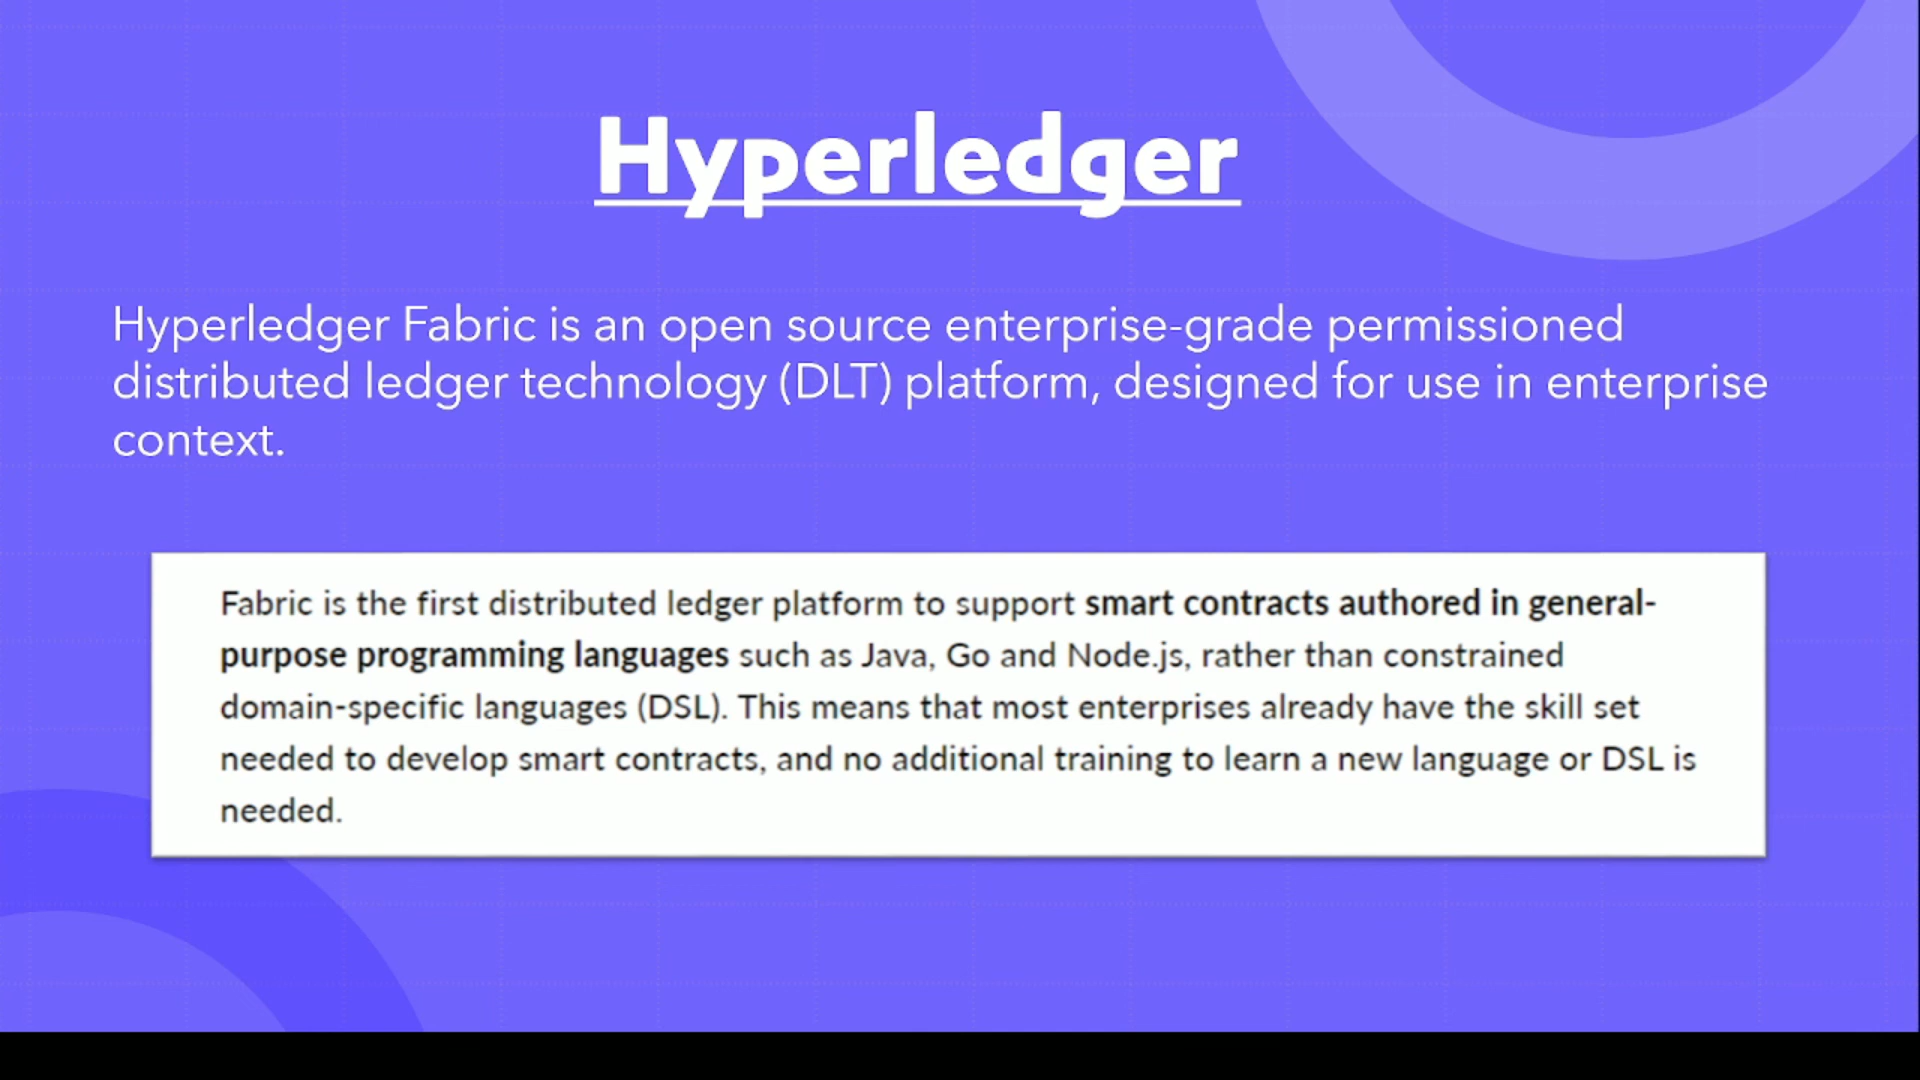 Hyperledger
Hyperledger Fabric is an open source enterprise-grade permissioned
distributed ledger technology (DLT) platform, designed for use in enterprise
context.
Fabric is the first distributed ledger platform to support smart contracts authored in general-
purpose programming languages such as Java, Go and Node.js, rather than constrained
domain-specific languages (DSL). This means that most enterprises already have the skill set
needed to develop smart contracts, and no additional training to learn a new language or DSL is
needed.